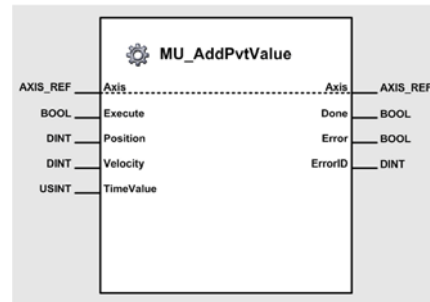 MU_AddPvtValue
AXIS_REF Axis Axis AXIS_REF
BOOL Execute Done BOOL
DINT Position Error BOOL
DINT Velocity ErrorID DINT
USINT TimeValue